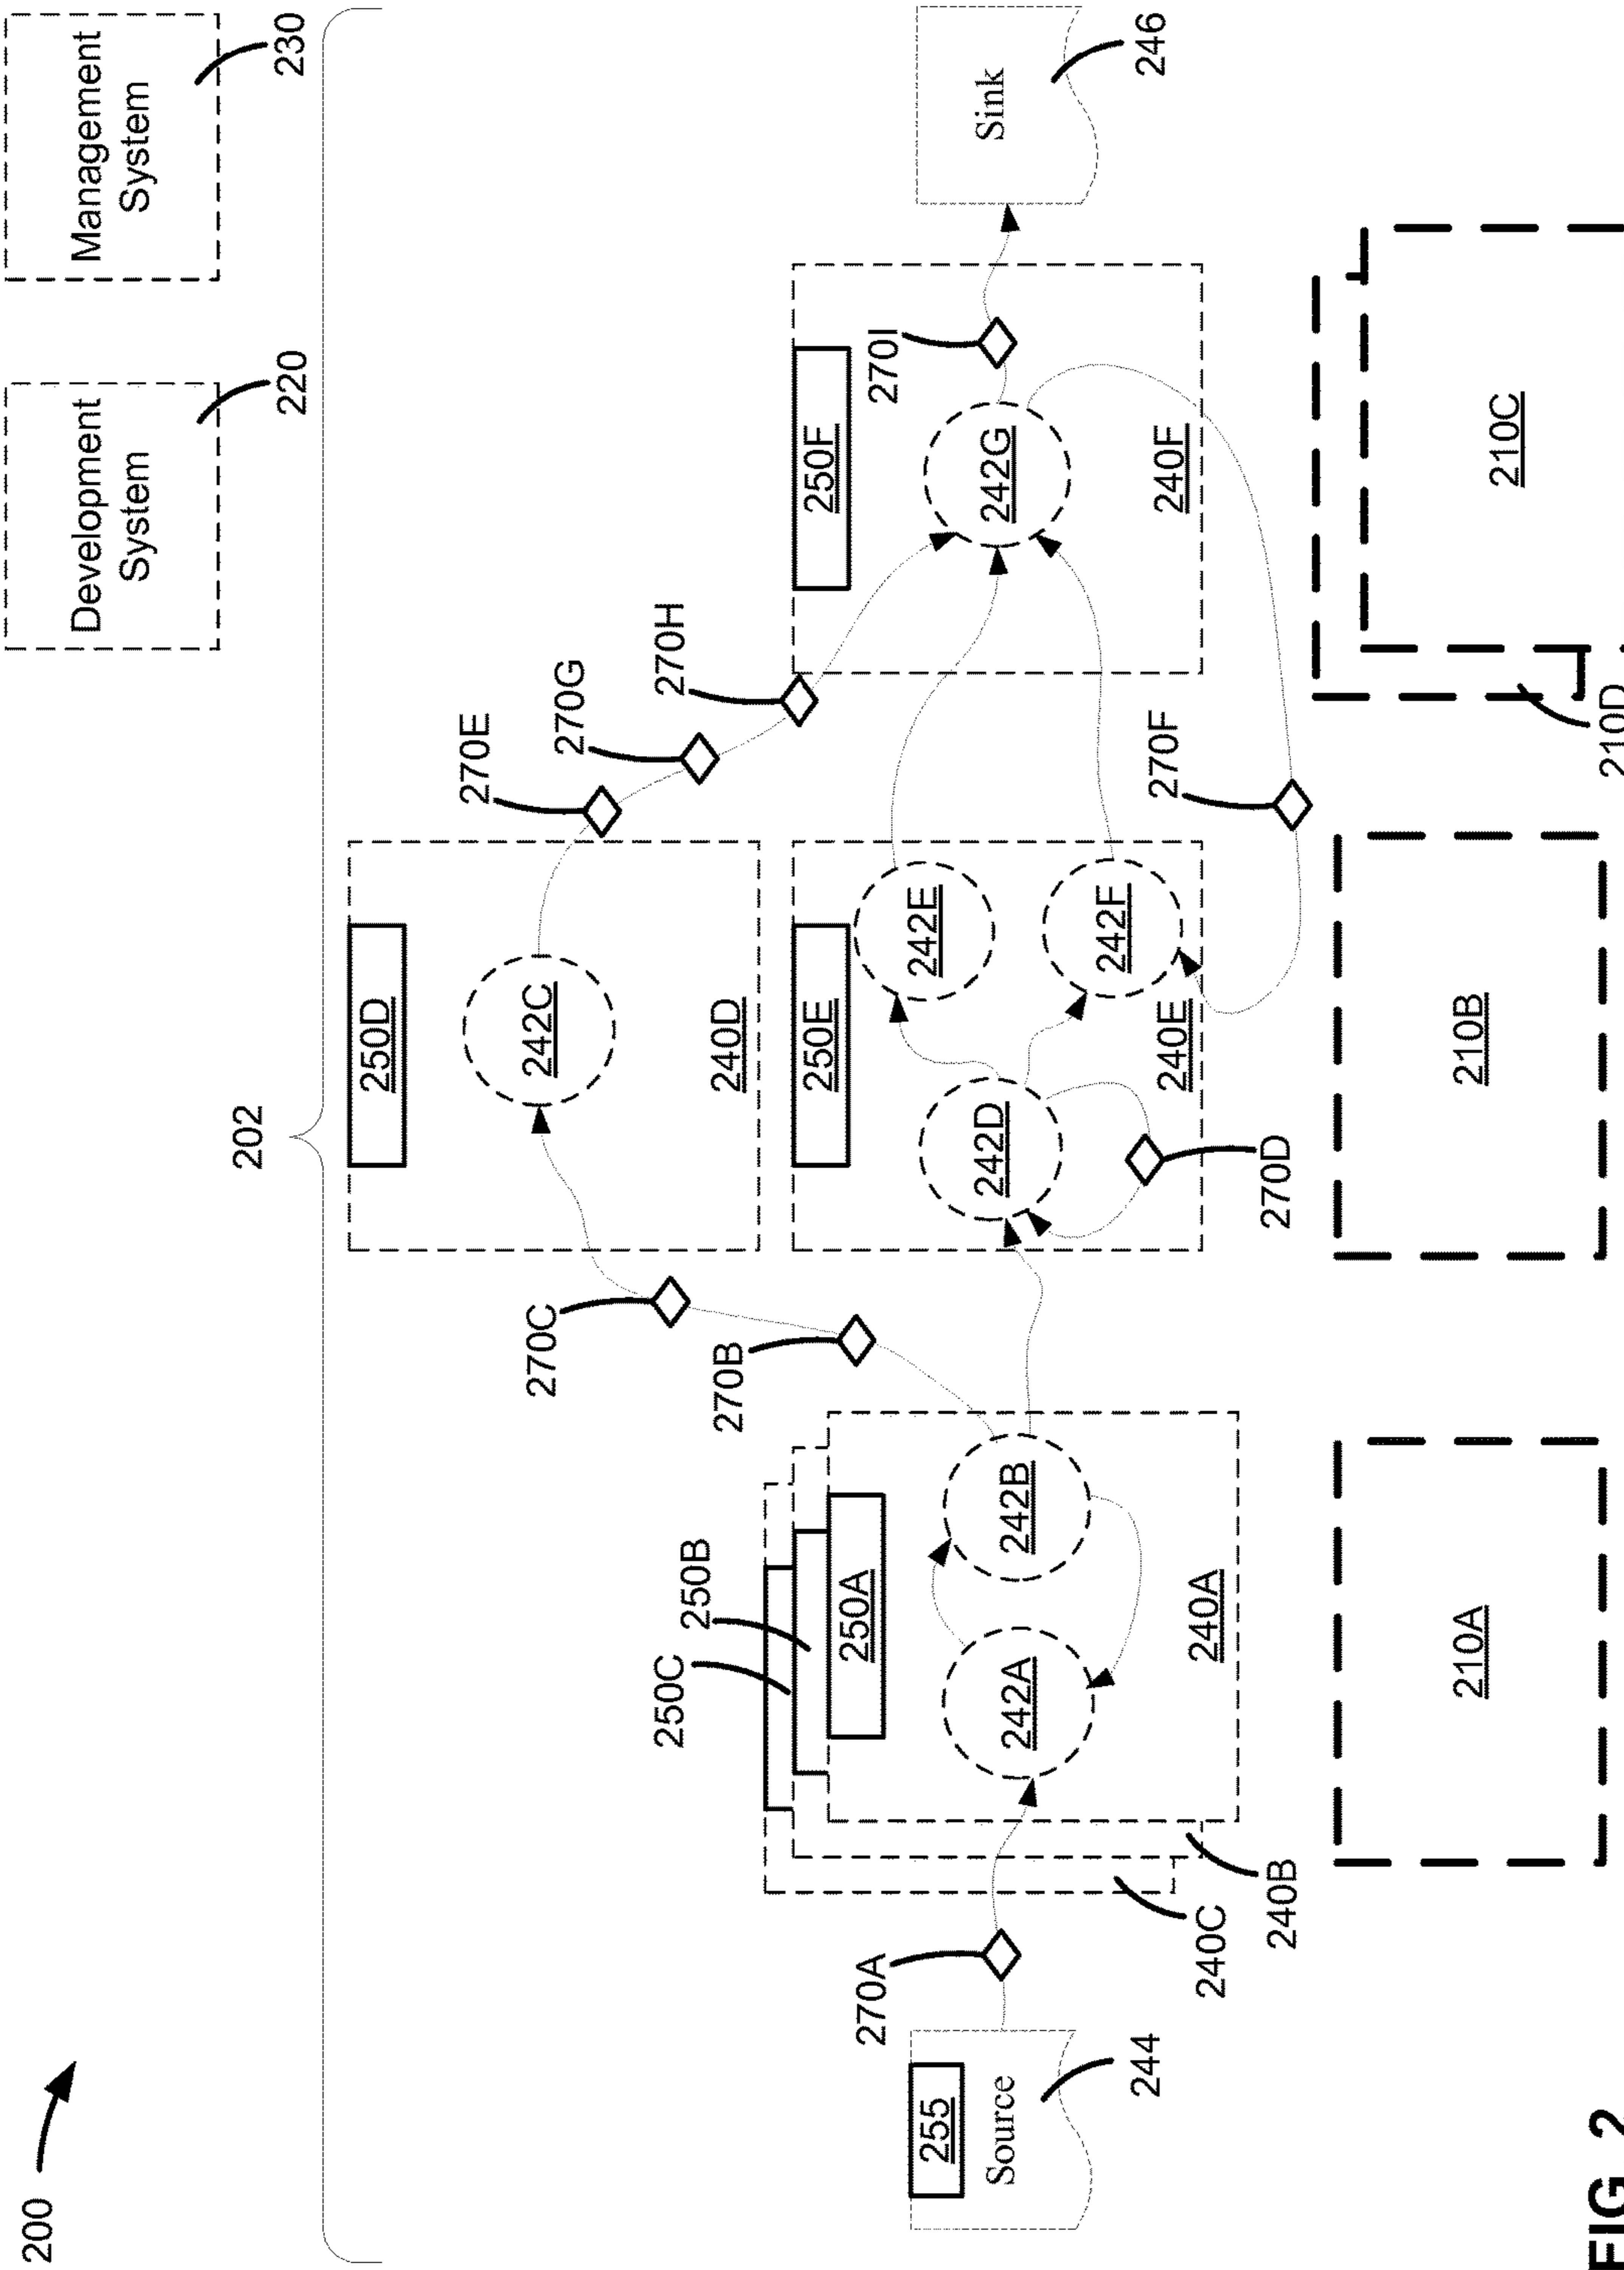 200
Development
System
220
Management
System
230
202
250D
242C
240D
270C
270B
270E
270G
270H
250C
250B
250A
242A
242B
240A
240B
240C
270A
255
Source
244
250E
242D
242E
242F
240E
270D
270F
250F
242G
240F
270I
Sink
246
210A
210B
210C
210D
FIG. 2